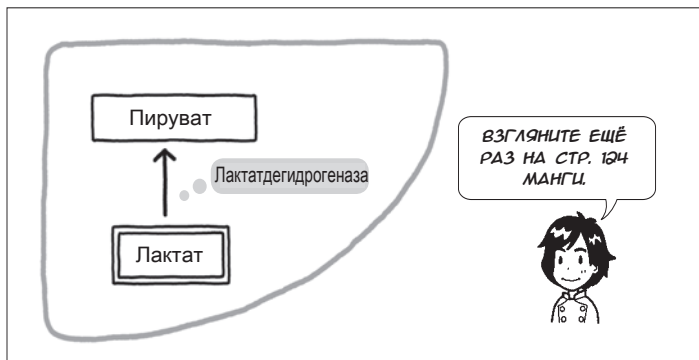 Пируват
Лактатдегидрогеназа
Лактат
ВЗГЛЯНИТЕ ЕЩЁ
РАЗ НА СТР. 124
МАНГИ.